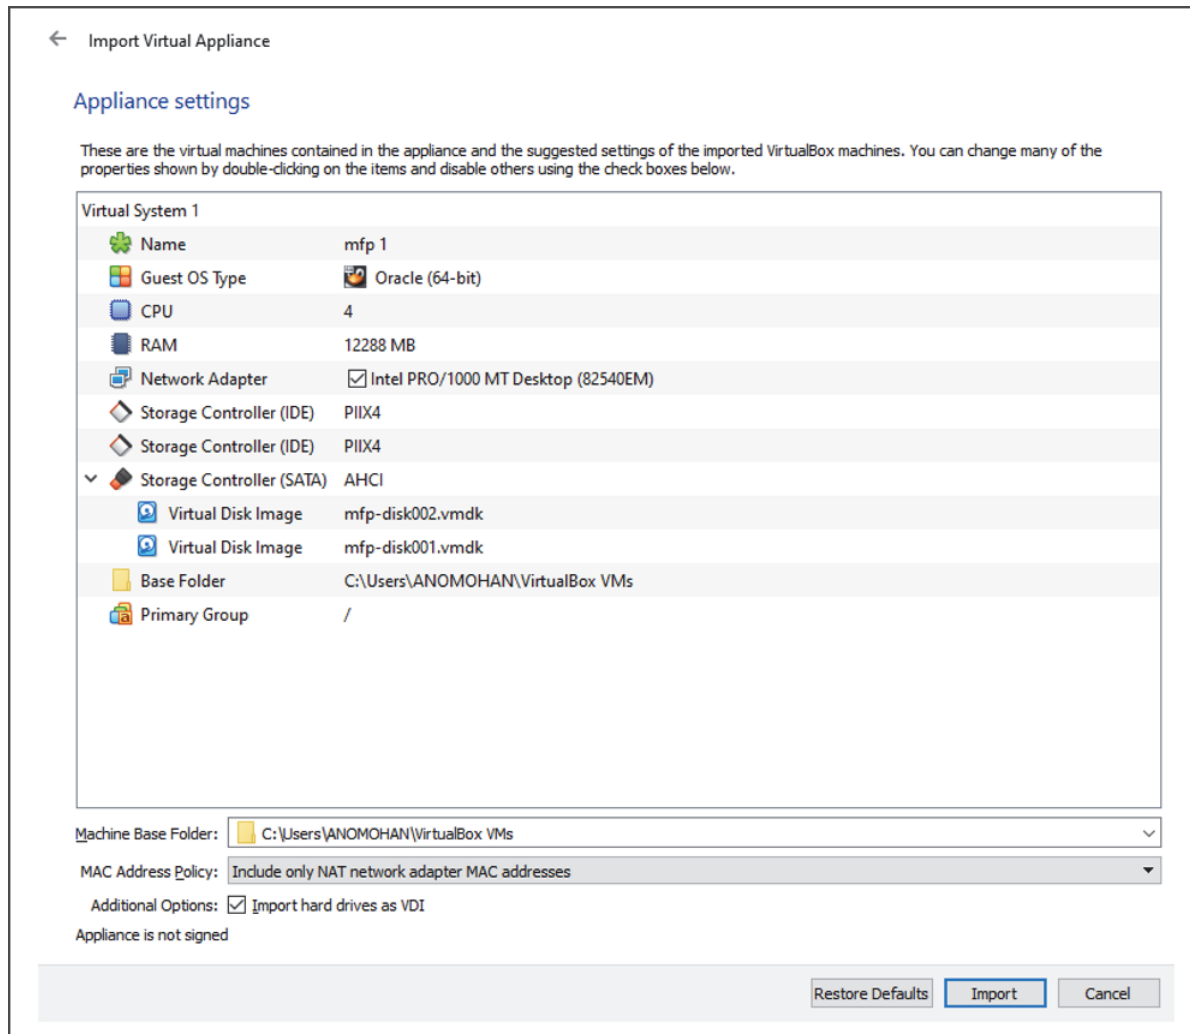 Import Virtual Appliance
Appliance settings
These are the virtual machines contained in the appliance and the suggested settings of the imported VirtualBox machines. You can change many of the
properties shown by double-clicking on the items and disable others using the check boxes below.
Virtual System 1
Name mfp 1
Guest OS Type Oracle (64-bit)
CPU 4
RAM 12288 MB
Network Adapter Intel PRO/1000 MT Desktop (82540EM)
Storage Controller (IDE) PIIX4
Storage Controller (IDE) PIIX4
Storage Controller (SATA) AHCI
Virtual Disk Image mfp-disk002.vmdk
Virtual Disk Image mfp-disk001.vmdk
Base Folder C:\Users\ANOMOHAN\VirtualBox VMs
Primary Group /
Machine Base Folder: C:\Users\ANOMOHAN\VirtualBox VMs
MAC Address Policy: Include only NAT network adapter MAC addresses
Additional Options: Import hard drives as VDI
Appliance is not signed
Restore Defaults Import Cancel